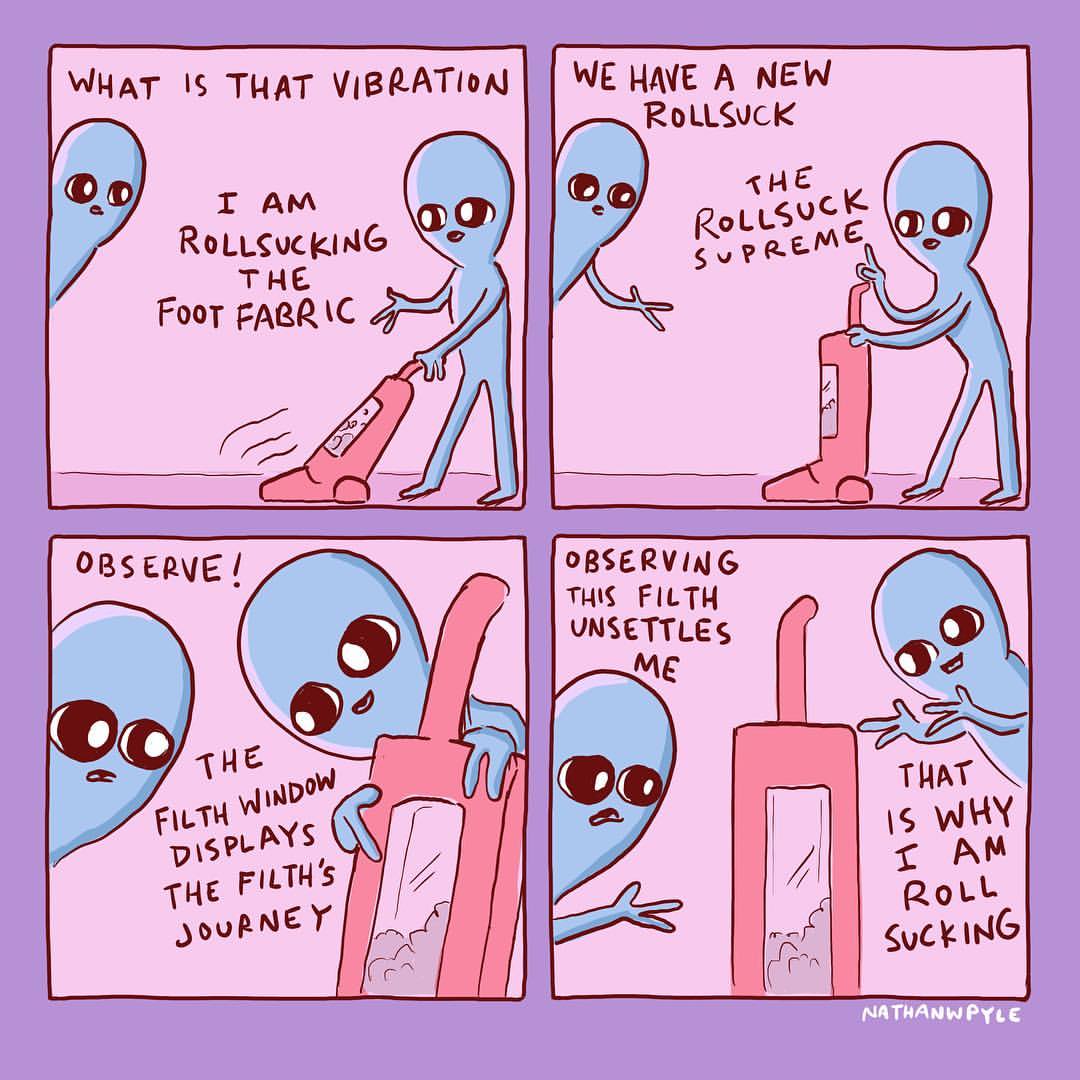 WHAT IS THAT VIBRATION
I AM
ROLLSUCKING
THE
FOOT FABRIC
WE HAVE A NEW
ROLLSUCK
THE
ROLLSUCK
SUPREME
OBSERVE!
THE
FILTH WINDOW
DISPLAYS
THE FILTH'S
JOURNEY
OBSERVING
THIS FILTH
UNSETTLES
ME
THAT
IS WHY
I AM
ROLL
SUCKING
NATHANWPYLE